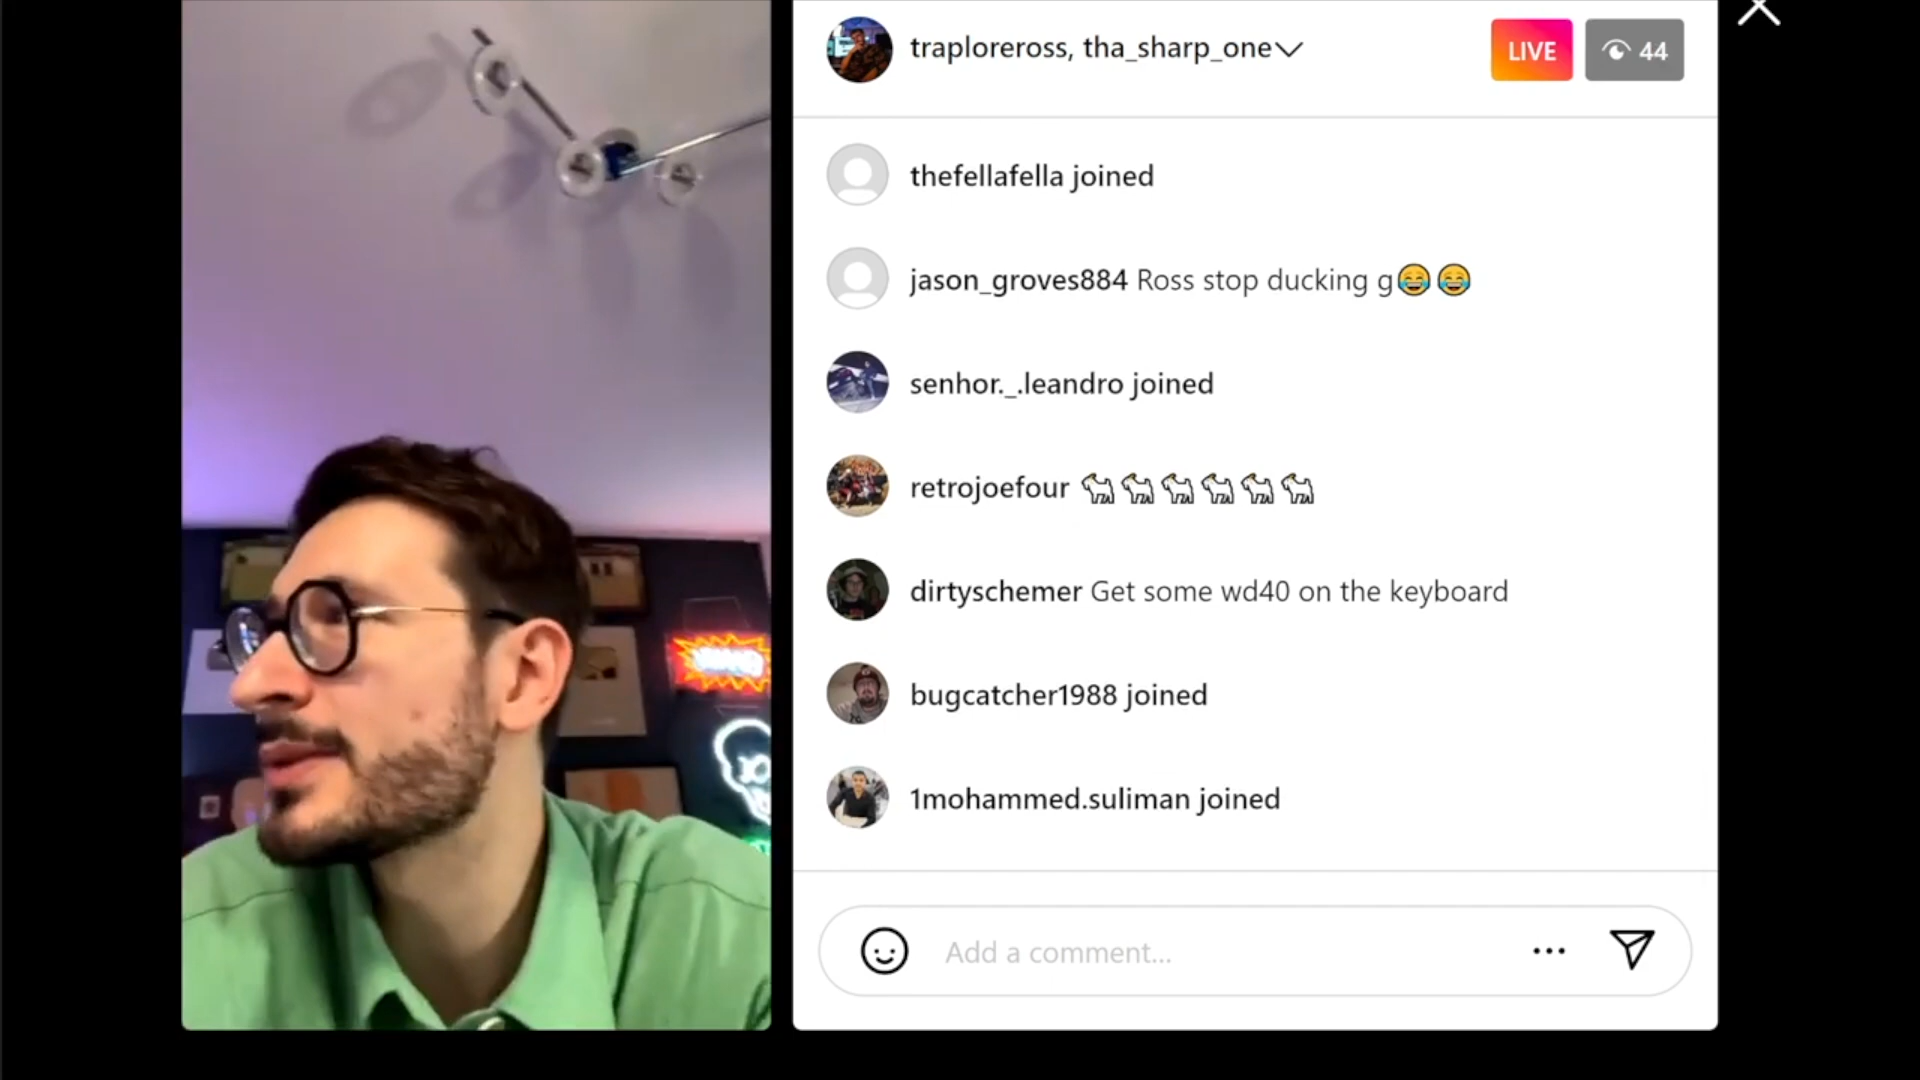 traploreross, tha_sharp_one
LIVE
44
thefellafella joined
jason_groves884 Ross stop ducking g😂😂
senhor._.leandro joined
retrojoefour 🐐🐐🐐🐐🐐🐐
dirtyschemer Get some wd40 on the keyboard
bugcatcher1988 joined
1mohammed.suliman joined
Add a comment...